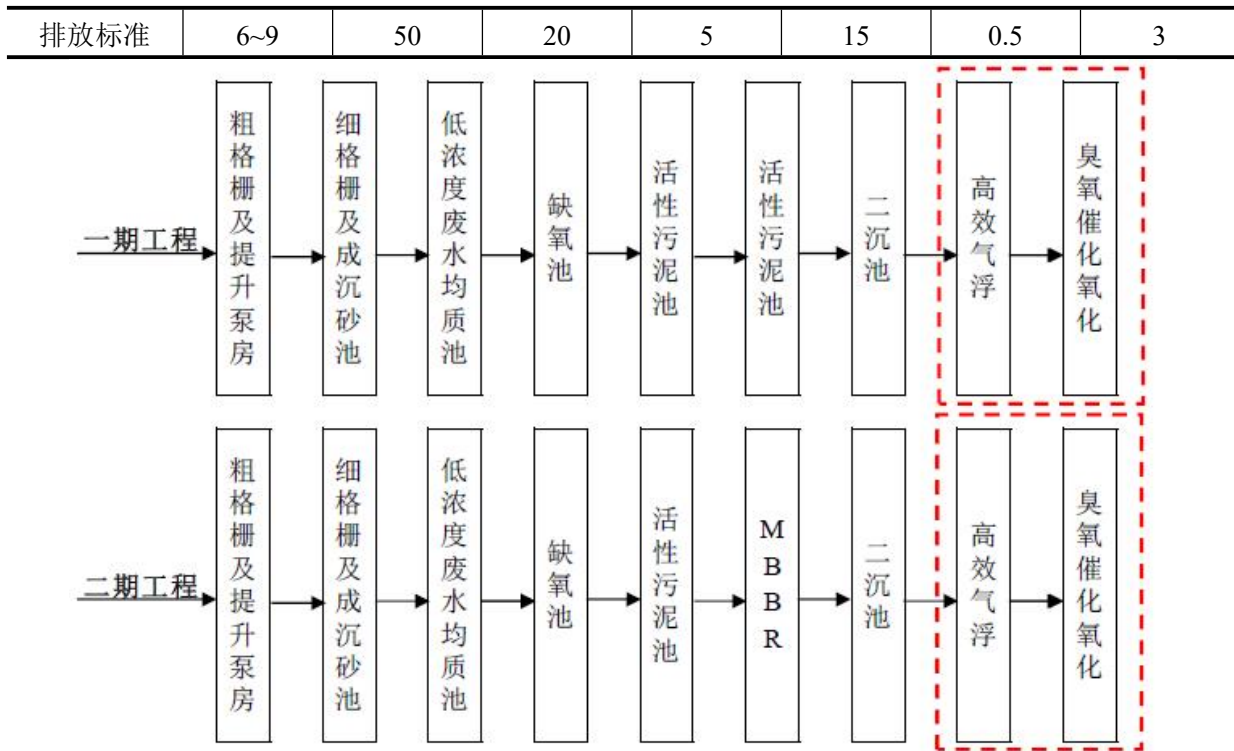 排放标准 6~9 50 20 5 15 0.5 3
一期工程
粗格栅及提升泵房
细格栅及成沉砂池
低浓度废水均质池
缺氧池
活性污泥池
活性污泥池
二沉池
高效气浮
臭氧催化氧化
二期工程
粗格栅及提升泵房
细格栅及成沉砂池
低浓度废水均质池
缺氧池
活性污泥池
MBBR
二沉池
高效气浮
臭氧催化氧化